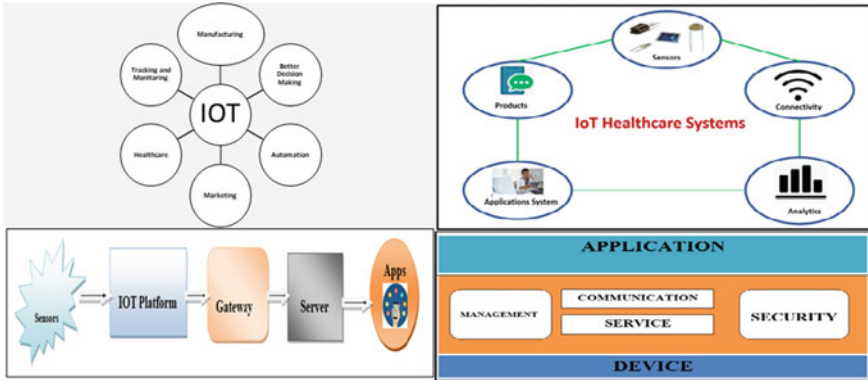 Manufacturing
Tracking and
Monitoring
Better
Decision
Making
IOT
Healthcare
Automation
Marketing
Sensors
Products
Connectivity
IoT Healthcare Systems
Applications System
Analytics
Sensors
IOT Platform
Gateway
Server
Apps
APPLICATION
MANAGEMENT
COMMUNICATION
SERVICE
SECURITY
DEVICE